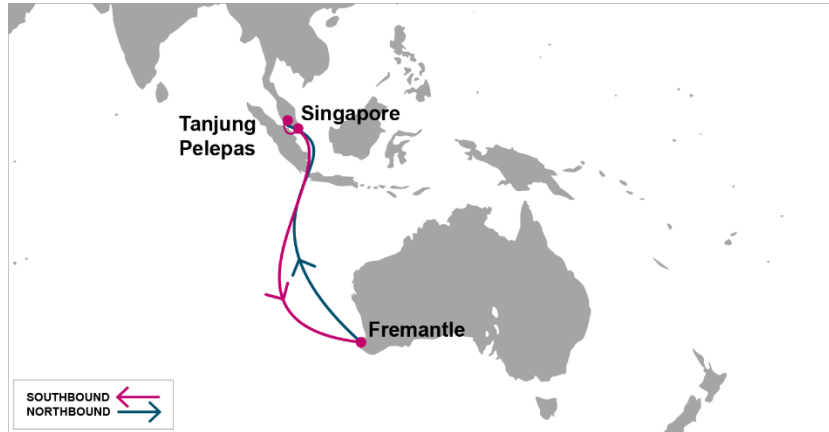 Singapore
Tanjung
Pelepas
Fremantle
SOUTHBOUND
NORTHBOUND